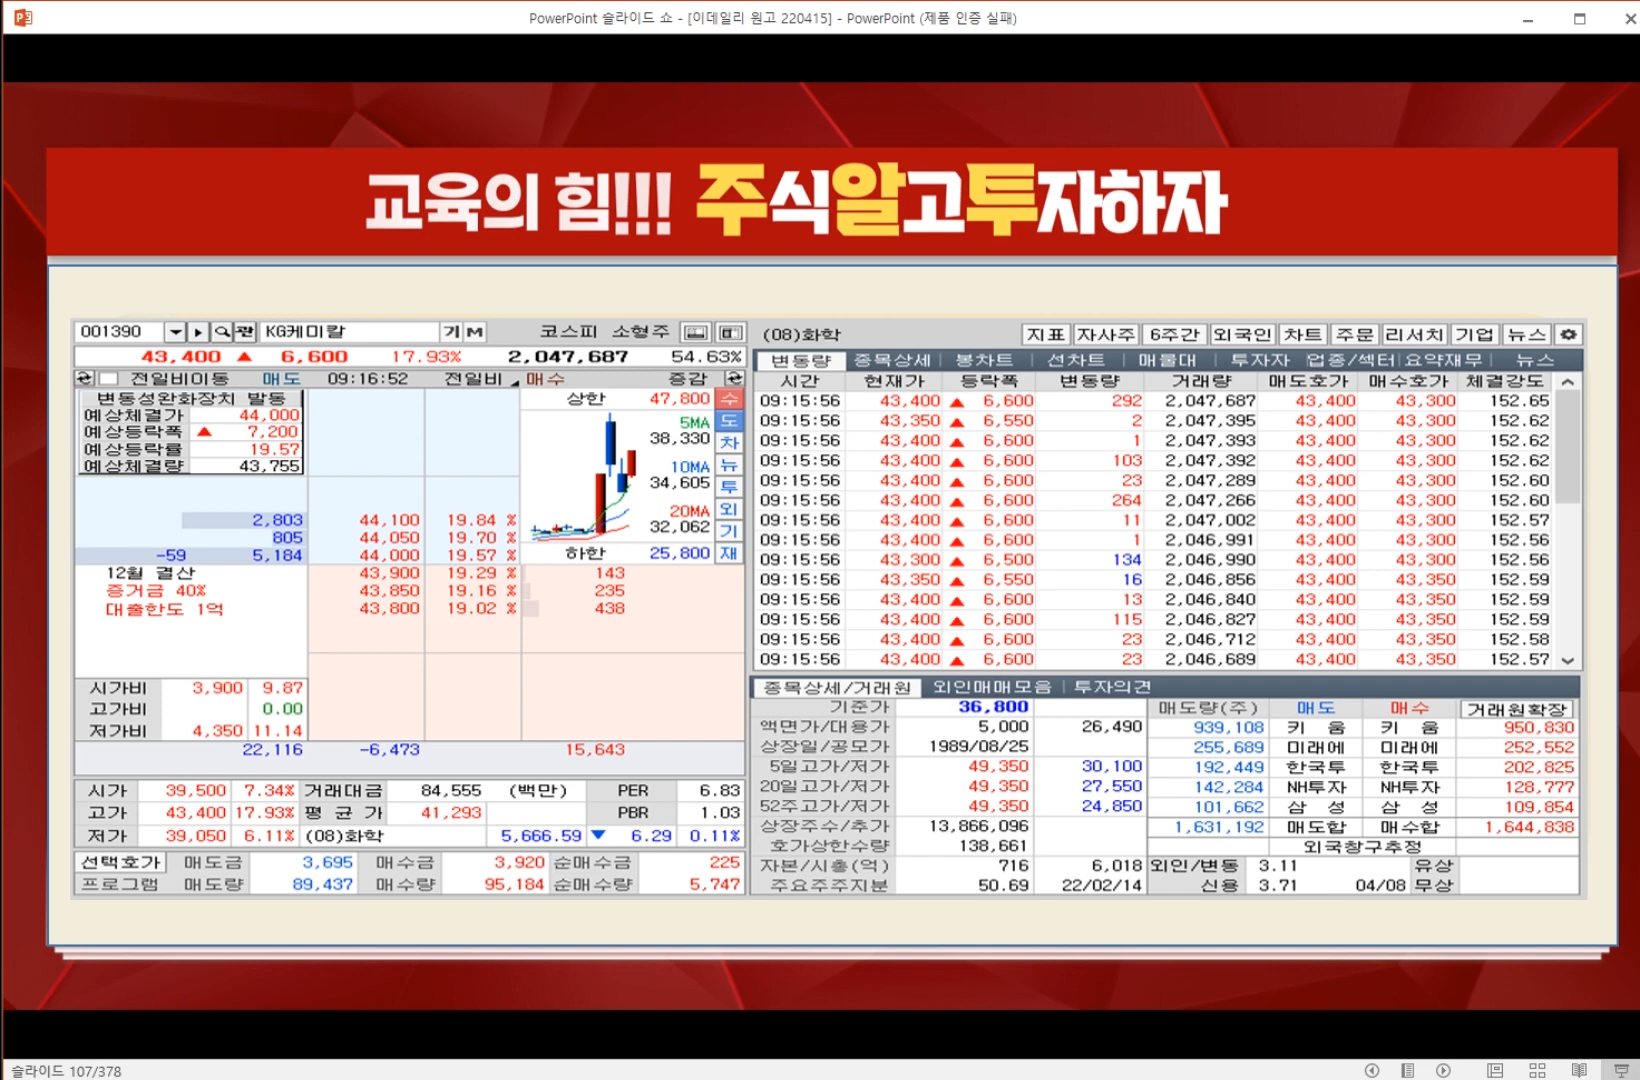 PowerPoint 슬라이드 쇼 - [이데일리 원고 220415] - PowerPoint (제품 인증 실패)
교육의 힘!!! 주식알고투자하자
001390 관 KG케미칼 기 M 코스피 소형주
43,400 ▲ 6,600 17.93% 2,047,687 54.63%
전일비이동 매도 09:16:52 전일비 매수 증감
변동성완화장치 발동
예상체결가 44,000
예상등락폭 ▲ 7,200
예상등락률 19.57
예상체결량 43,755
상한 47,800 수
5MA 도
38,330 차
10MA 뉴
34,605 투
20MA 외
32,062 기
하한 25,800 재
2,803 44,100 19.84 %
805 44,050 19.70 %
-59 5,184 44,000 19.57 %
12월 결산 43,900 19.29 % 143
증거금 40% 43,850 19.16 % 235
대출한도 1억 43,800 19.02 % 438
시가비 3,900 9.87
고가비 0.00
저가비 4,350 11.14
22,116 -6,473 15,643
시가 39,500 7.34% 거래대금 84,555 (백만) PER 6.83
고가 43,400 17.93% 평 균 가 41,293 PBR 1.03
저가 39,050 6.11% (08)화학 5,666.59 ▼ 6.29 0.11%
선택호가 매도금 3,695 매수금 3,920 순매수금 225
프로그램 매도량 89,437 매수량 95,184 순매수량 5,747
(08)화학 지표 자사주 6주간 외국인 차트 주문 리서치 기업 뉴스
변동량 종목상세 봉차트 선차트 매물대 투자자 업종/섹터 요약재무 뉴스
시간 현재가 등락폭 변동량 거래량 매도호가 매수호가 체결강도
09:15:56 43,400 ▲ 6,600 292 2,047,687 43,400 43,300 152.65
09:15:56 43,350 ▲ 6,550 2 2,047,395 43,400 43,300 152.62
09:15:56 43,400 ▲ 6,600 1 2,047,393 43,400 43,300 152.62
09:15:56 43,400 ▲ 6,600 103 2,047,392 43,400 43,300 152.62
09:15:56 43,400 ▲ 6,600 23 2,047,289 43,400 43,300 152.60
09:15:56 43,400 ▲ 6,600 264 2,047,266 43,400 43,300 152.60
09:15:56 43,400 ▲ 6,600 11 2,047,002 43,400 43,300 152.57
09:15:56 43,400 ▲ 6,600 1 2,046,991 43,400 43,300 152.56
09:15:56 43,300 ▲ 6,500 134 2,046,990 43,400 43,300 152.56
09:15:56 43,350 ▲ 6,550 16 2,046,856 43,400 43,350 152.59
09:15:56 43,400 ▲ 6,600 13 2,046,840 43,400 43,350 152.59
09:15:56 43,400 ▲ 6,600 115 2,046,827 43,400 43,350 152.59
09:15:56 43,400 ▲ 6,600 23 2,046,712 43,400 43,350 152.58
09:15:56 43,400 ▲ 6,600 23 2,046,689 43,400 43,350 152.57
종목상세/거래원 외인매매모음 투자의견
기준가 36,800 매도량(주) 매도 매수 거래원확장
액면가/대용가 5,000 26,490 939,108 키 움 키 움 950,830
상장일/공모가 1989/08/25 255,689 미래에 미래에 252,552
5일고가/저가 49,350 30,100 192,449 한국투 한국투 202,825
20일고가/저가 49,350 27,550 142,284 NH투자 NH투자 128,777
52주고가/저가 49,350 24,850 101,662 삼 성 삼 성 109,854
상장주수/추가 13,866,096 1,631,192 매도합 매수합 1,644,838
호가상한수량 138,661 외국창구추정
자본/시총(억) 716 6,018 외인/변동 3.11 유상
주요주주지분 50.69 22/02/14 신용 3.71 04/08 무상
슬라이드 107/378